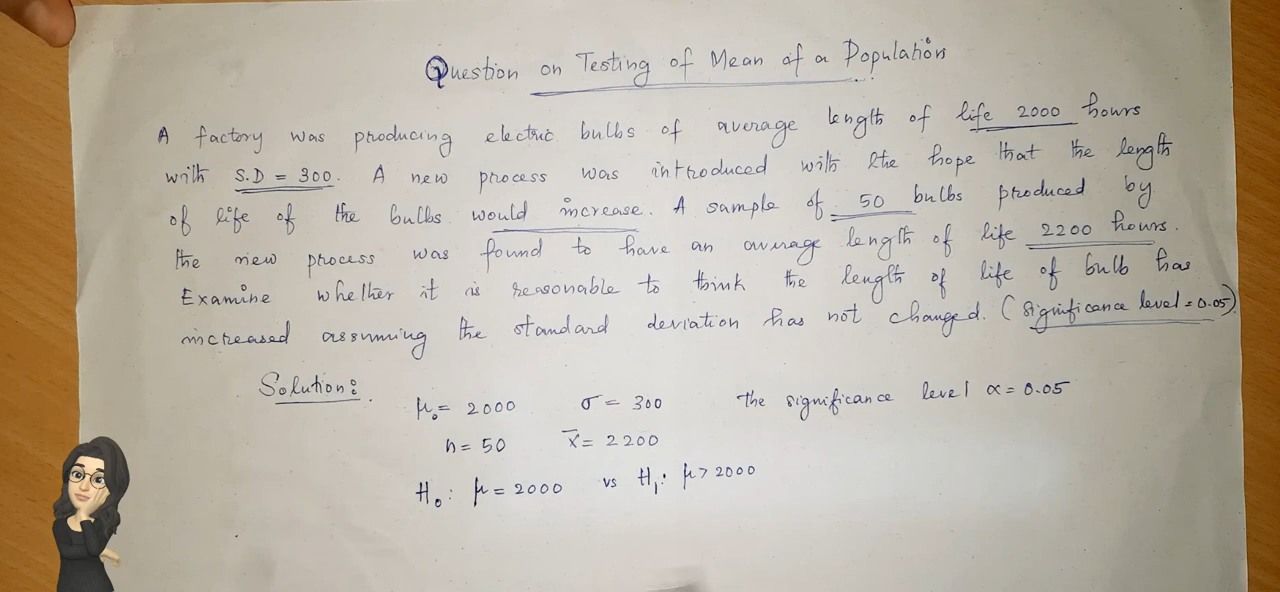 Question on Testing of Mean of a Population
A factory was producing electric bulbs of average length of life 2000 hours
with S.D = 300. A new process was introduced with the hope that the length
of life of the bulbs would increase. A sample of 50 bulbs produced by
the new process was found to have an average length of life 2200 hours.
Examine whether it is reasonable to think the length of life of bulb has
increased assuming the standard deviation has not changed. (Significance level = 0.05)
Solution:
μ₀ = 2000 σ = 300 The significance level α = 0.05
n = 50 x̄ = 2200
H₀: μ = 2000 vs H₁: μ > 2000